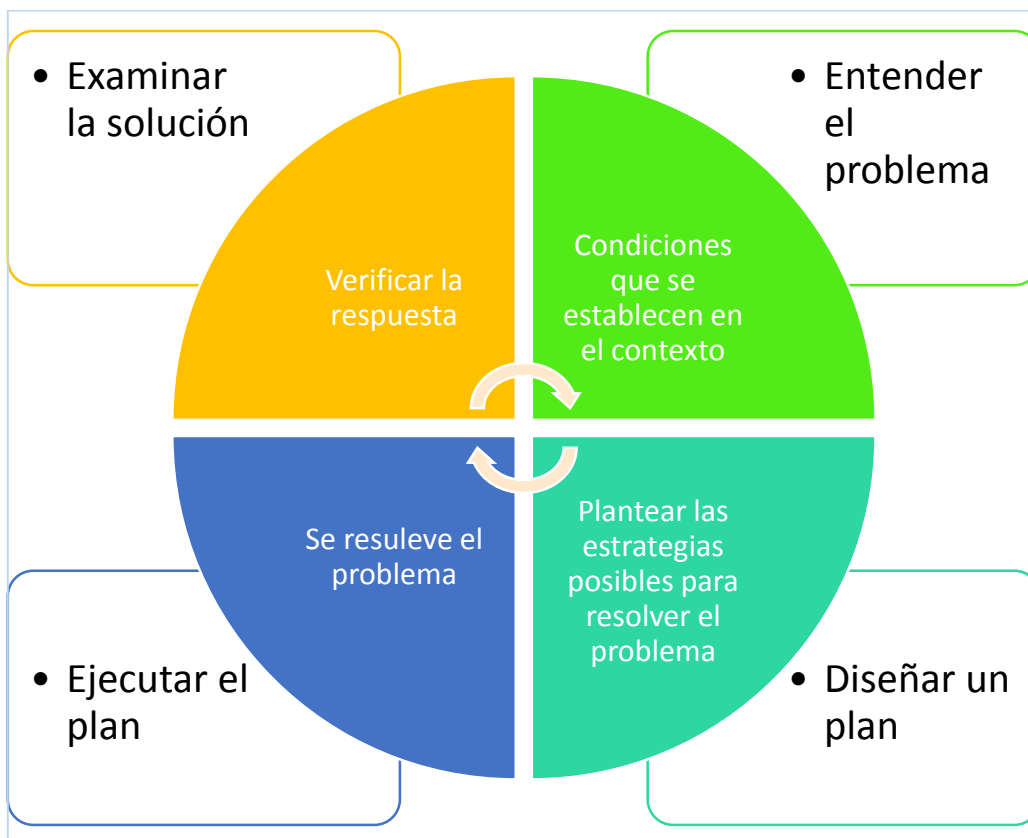 • Examinar
la solución
• Entender
el
problema
Verificar la
respuesta
Condiciones
que se
establecen en
el contexto
Se resuleve el
problema
Plantear las
estrategias
posibles para
resolver el
problema
• Ejecutar el
plan
• Diseñar un
plan